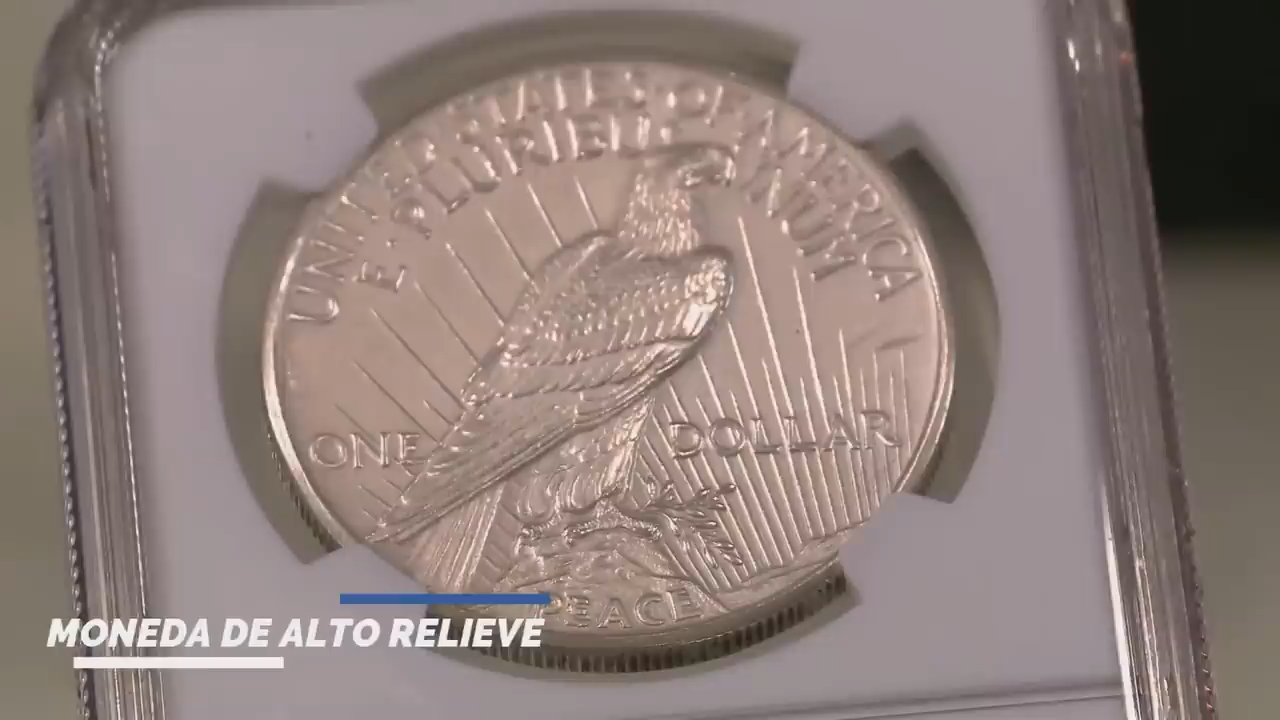 UNITED STATES OF AMERICA
E·PLURIBUS UNUM
ONE DOLLAR
PEACE
MONEDA DE ALTO RELIEVE